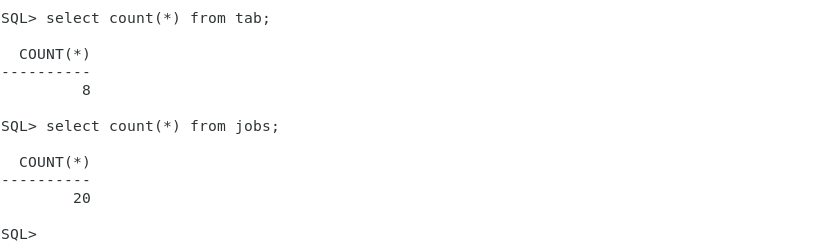 SQL> select count(*) from tab;
  COUNT(*)
----------
         8
SQL> select count(*) from jobs;
  COUNT(*)
----------
        20
SQL>